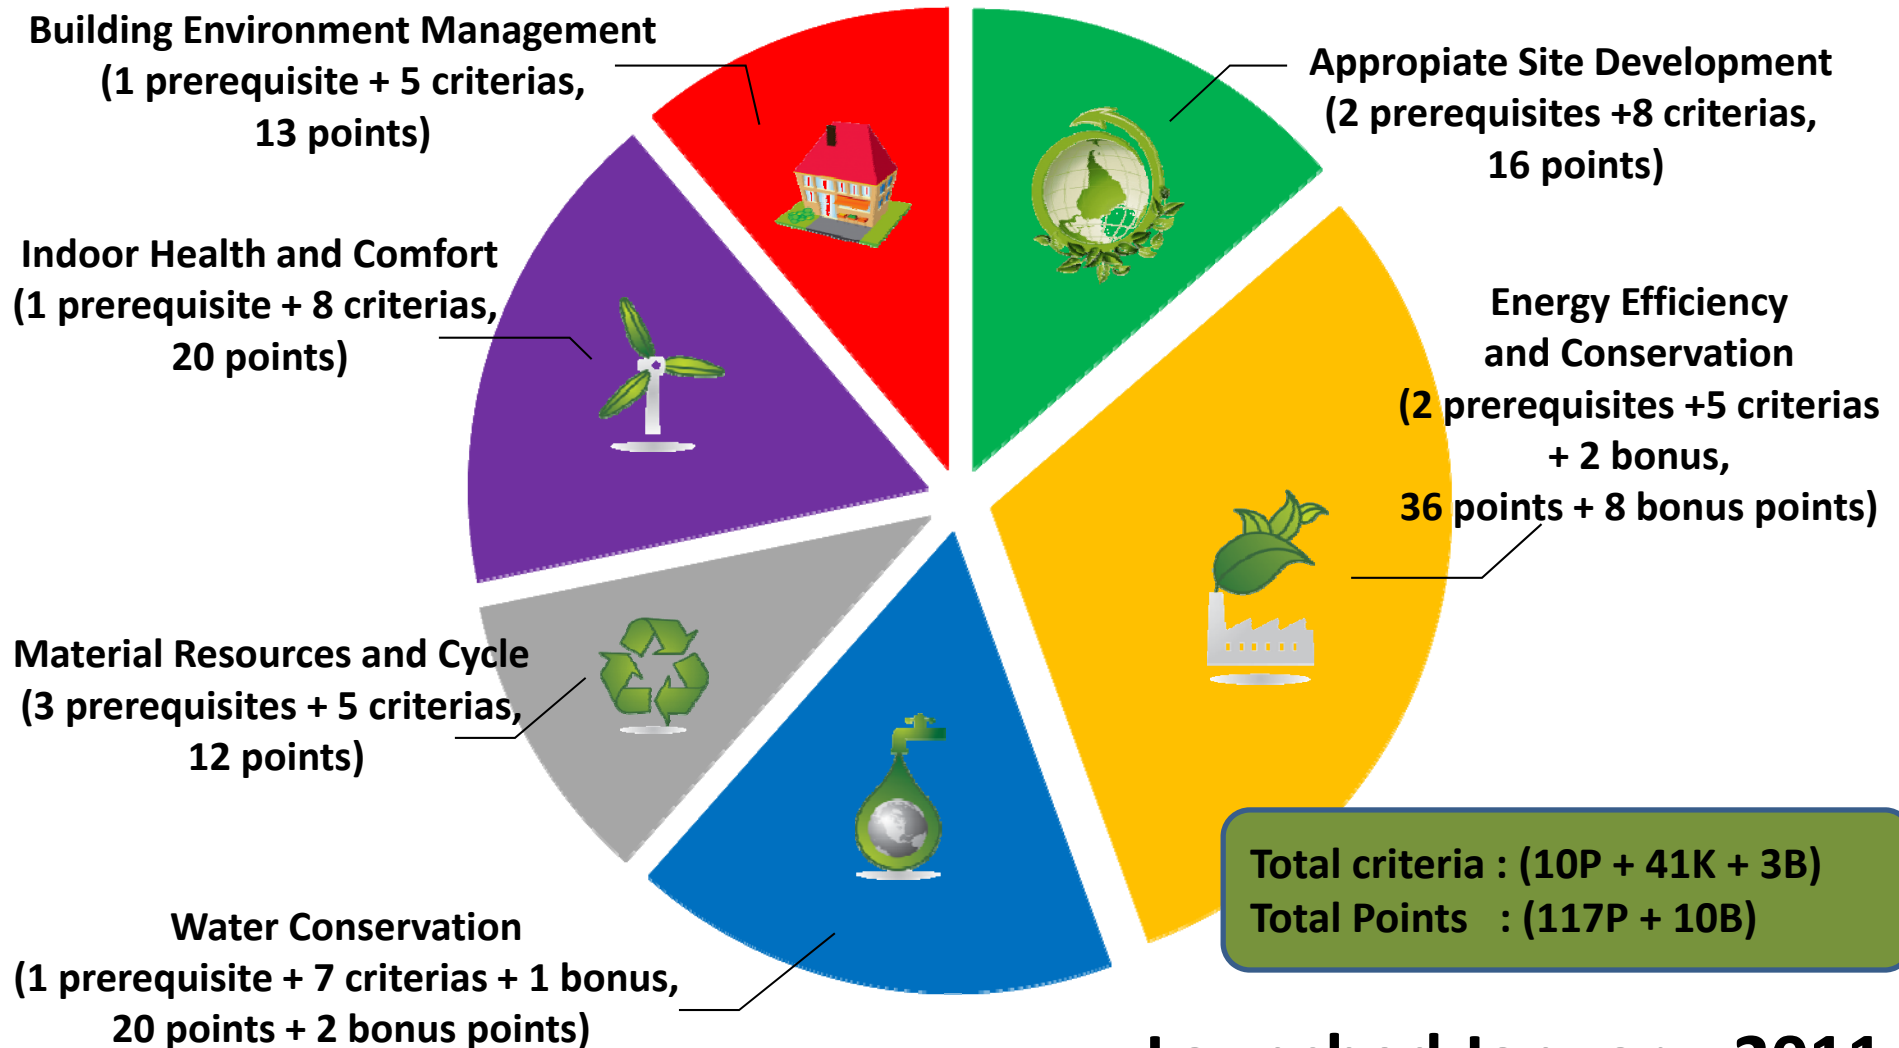 Building Environment Management
(1 prerequisite + 5 criterias,
13 points)
Appropiate Site Development
(2 prerequisites +8 criterias,
16 points)
Indoor Health and Comfort
(1 prerequisite + 8 criterias,
20 points)
Energy Efficiency
and Conservation
(2 prerequisites +5 criterias
+ 2 bonus,
36 points + 8 bonus points)
Material Resources and Cycle
(3 prerequisites + 5 criterias,
12 points)
Total criteria : (10P + 41K + 3B)
Total Points : (117P + 10B)
Water Conservation
(1 prerequisite + 7 criterias + 1 bonus,
20 points + 2 bonus points)
Launched January 2011